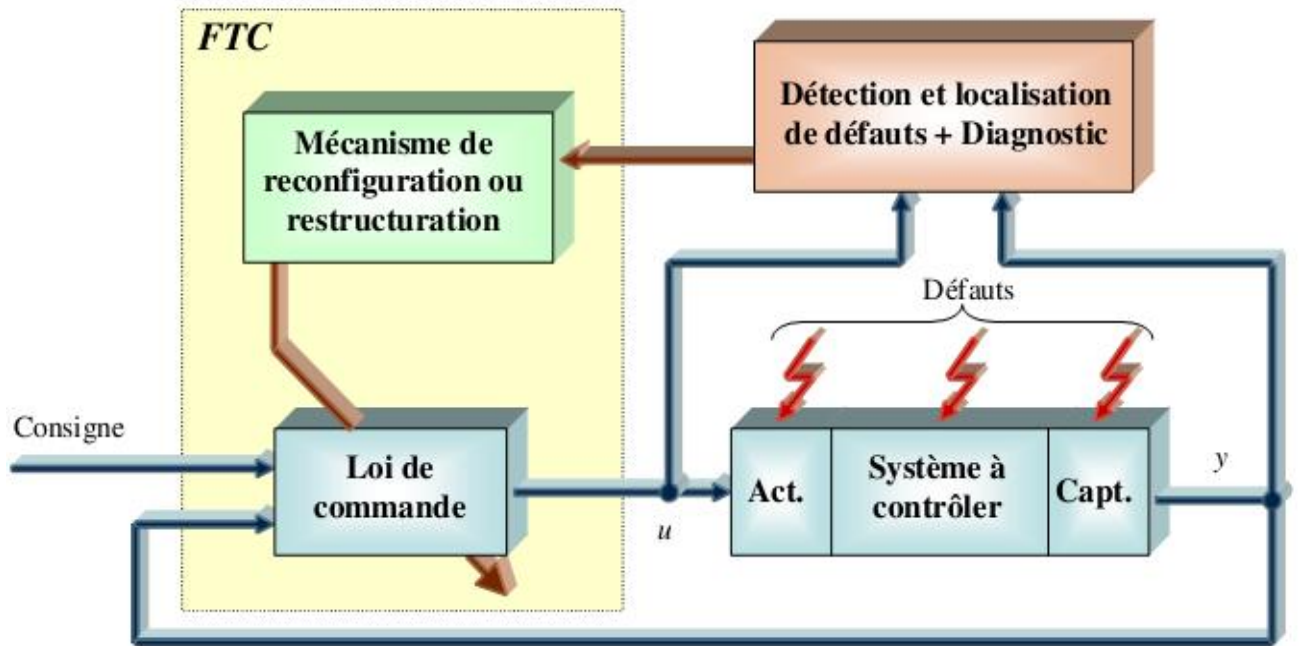 FTC
Détection et localisation
de défauts + Diagnostic
Mécanisme de
reconfiguration ou
restructuration
Défauts
Consigne
Loi de
commande
u
Act.
Système à
contrôler
Capt.
y